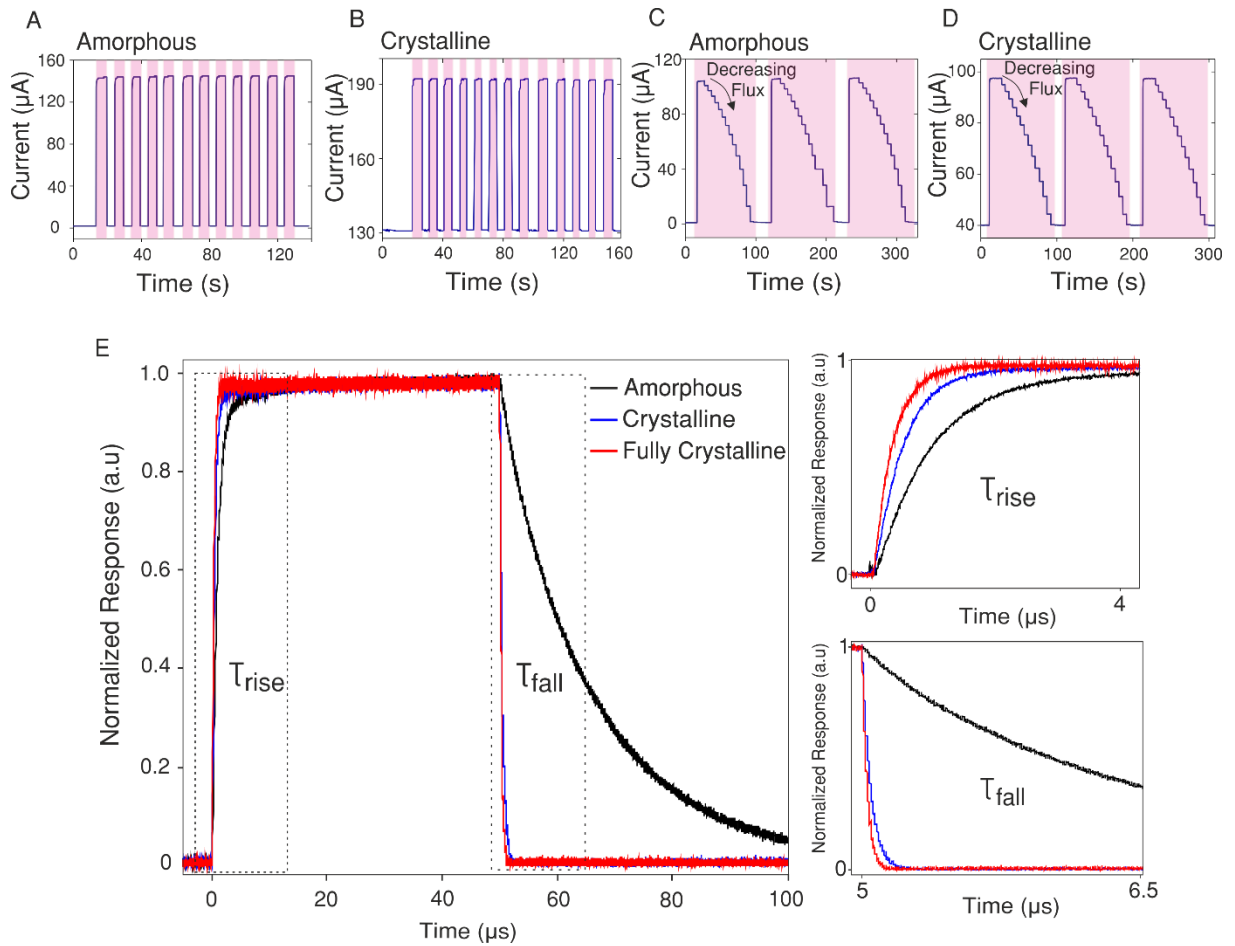 A
Amorphous
Current (μA)
160
120
80
40
0
0
40
80
120
Time (s)
B
Crystalline
Current (μA)
190
170
150
130
0
40
80
120
160
Time (s)
C
Amorphous
Decreasing
Flux
Current (μA)
120
80
40
0
0
100
200
300
Time (s)
D
Crystalline
Decreasing
Flux
Current (μA)
100
80
60
40
0
100
200
300
Time (s)
E
Normalized Response (a.u)
1.0
0.8
0.6
0.4
0.2
0
0
20
40
60
80
100
Time (μs)
Amorphous
Crystalline
Fully Crystalline
τrise
τfall
Normalized Response (a.u)
1
0
τrise
0
4
Time (μs)
Normalized Response (a.u)
1
0
τfall
5
6.5
Time (μs)